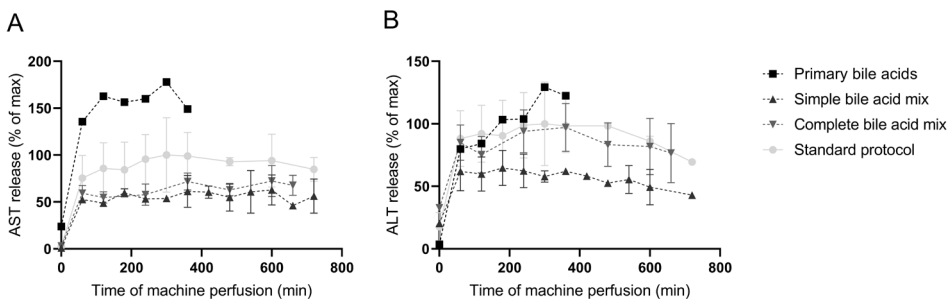 A
AST release (% of max)
200
150
100
50
0
0 200 400 600 800
Time of machine perfusion (min)
B
ALT release (% of max)
150
100
50
0
0 200 400 600 800
Time of machine perfusion (min)
Primary bile acids
Simple bile acid mix
Complete bile acid mix
Standard protocol